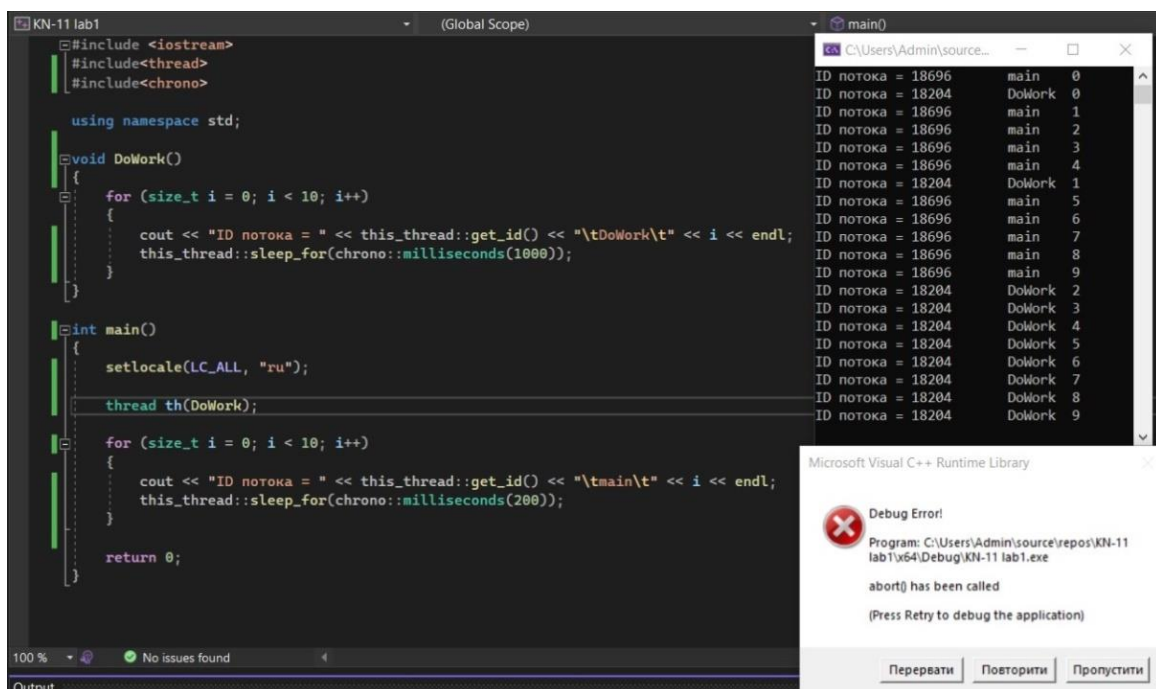 KN-11 lab1
(Global Scope)
main()
#include <iostream>
#include<thread>
#include<chrono>
using namespace std;
void DoWork()
{
for (size_t i = 0; i < 10; i++)
{
cout << "ID потока = " << this_thread::get_id() << "\tDoWork\t" << i << endl;
this_thread::sleep_for(chrono::milliseconds(1000));
}
}
int main()
{
setlocale(LC_ALL, "ru");
thread th(DoWork);
for (size_t i = 0; i < 10; i++)
{
cout << "ID потока = " << this_thread::get_id() << "\tmain\t" << i << endl;
this_thread::sleep_for(chrono::milliseconds(200));
}
return 0;
}
100 %
No issues found
Output
C:\Users\Admin\source...
ID потока = 18696 main 0
ID потока = 18204 DoWork 0
ID потока = 18696 main 1
ID потока = 18696 main 2
ID потока = 18696 main 3
ID потока = 18696 main 4
ID потока = 18204 DoWork 1
ID потока = 18696 main 5
ID потока = 18696 main 6
ID потока = 18696 main 7
ID потока = 18696 main 8
ID потока = 18696 main 9
ID потока = 18204 DoWork 2
ID потока = 18204 DoWork 3
ID потока = 18204 DoWork 4
ID потока = 18204 DoWork 5
ID потока = 18204 DoWork 6
ID потока = 18204 DoWork 7
ID потока = 18204 DoWork 8
ID потока = 18204 DoWork 9
Microsoft Visual C++ Runtime Library
Debug Error!
Program: C:\Users\Admin\source\repos\KN-11
lab1\x64\Debug\KN-11 lab1.exe
abort() has been called
(Press Retry to debug the application)
Перервати Повторити Пропустити